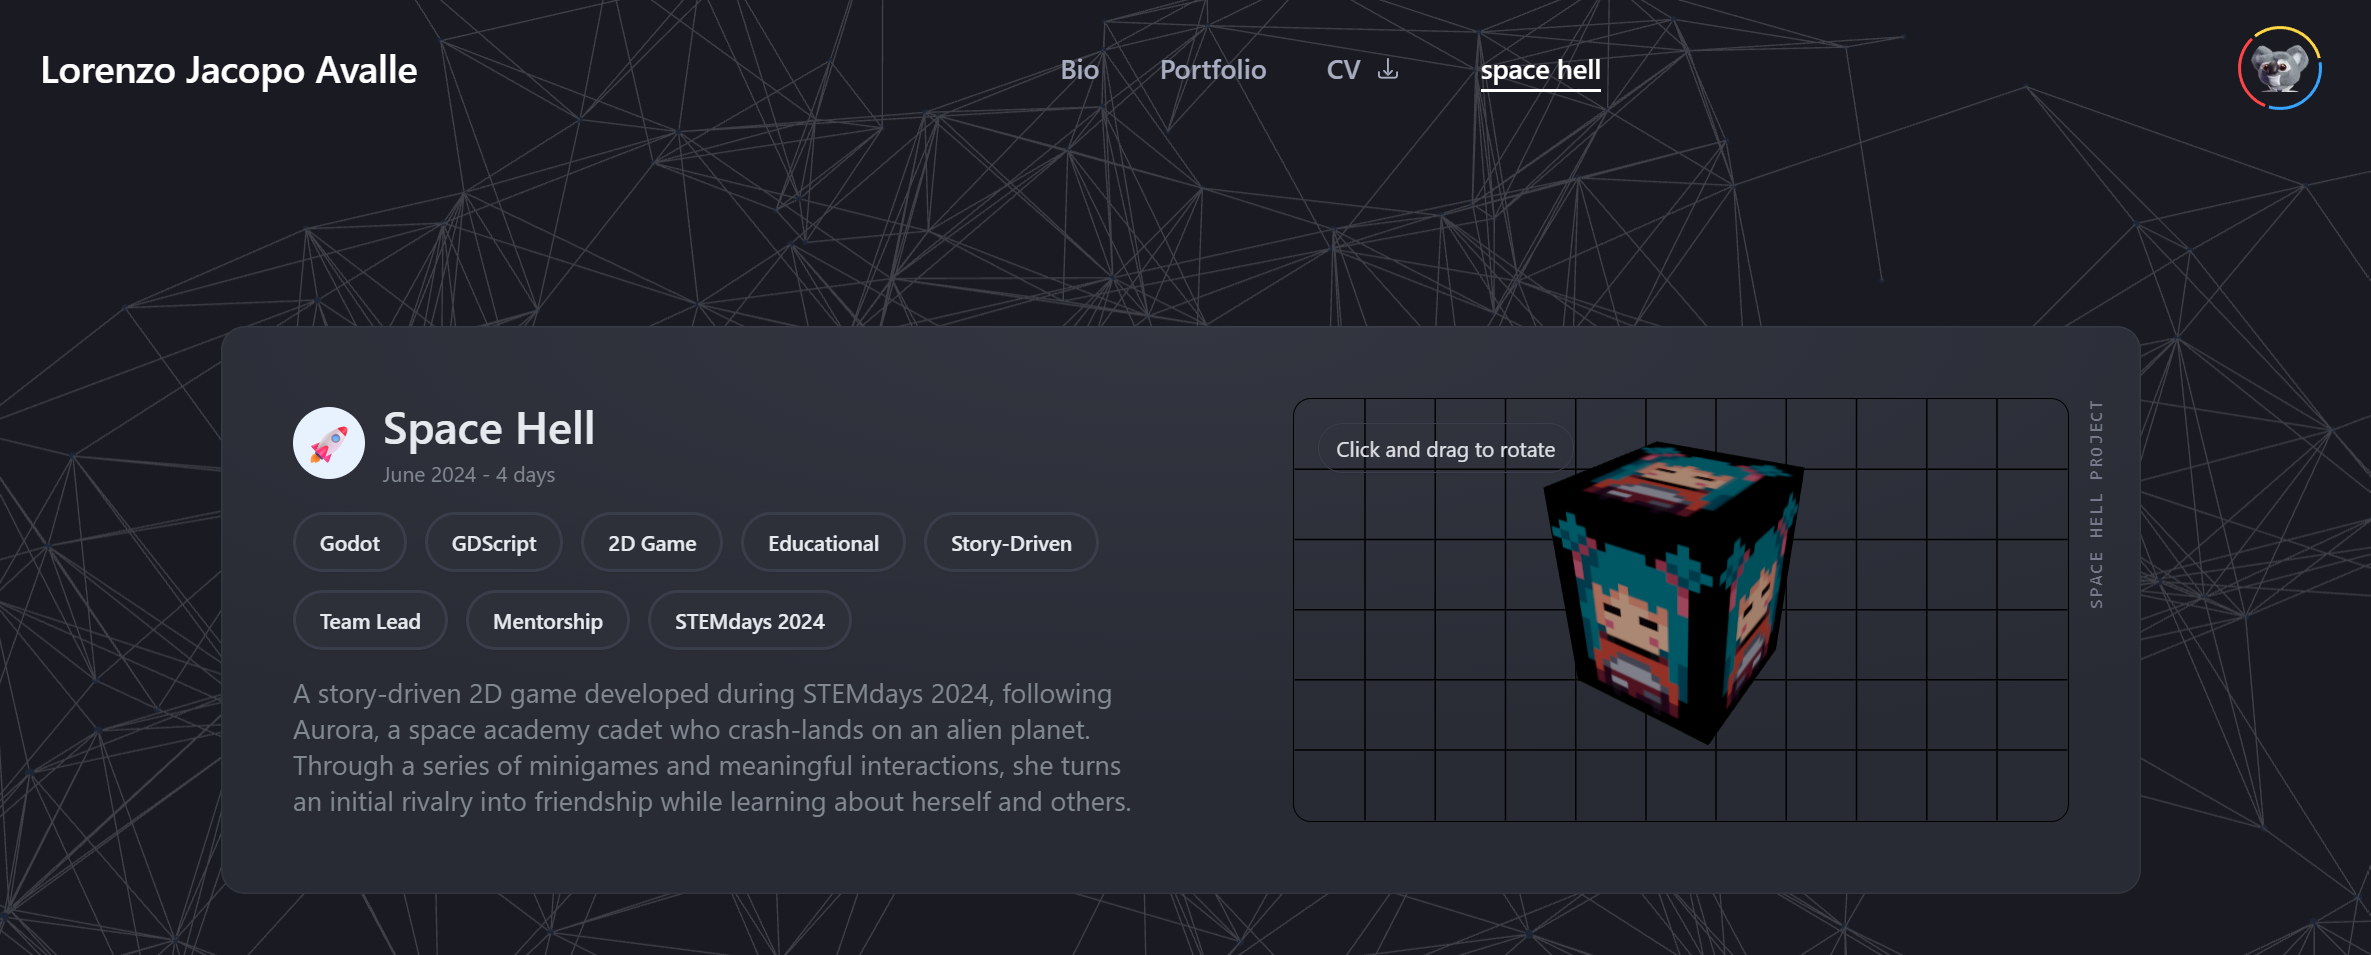 Lorenzo Jacopo Avalle
Bio
Portfolio
CV
space hell
Space Hell
June 2024 - 4 days
Godot
GDScript
2D Game
Educational
Story-Driven
Team Lead
Mentorship
STEMdays 2024
A story-driven 2D game developed during STEMdays 2024, following
Aurora, a space academy cadet who crash-lands on an alien planet.
Through a series of minigames and meaningful interactions, she turns
an initial rivalry into friendship while learning about herself and others.
Click and drag to rotate
SPACE HELL PROJECT